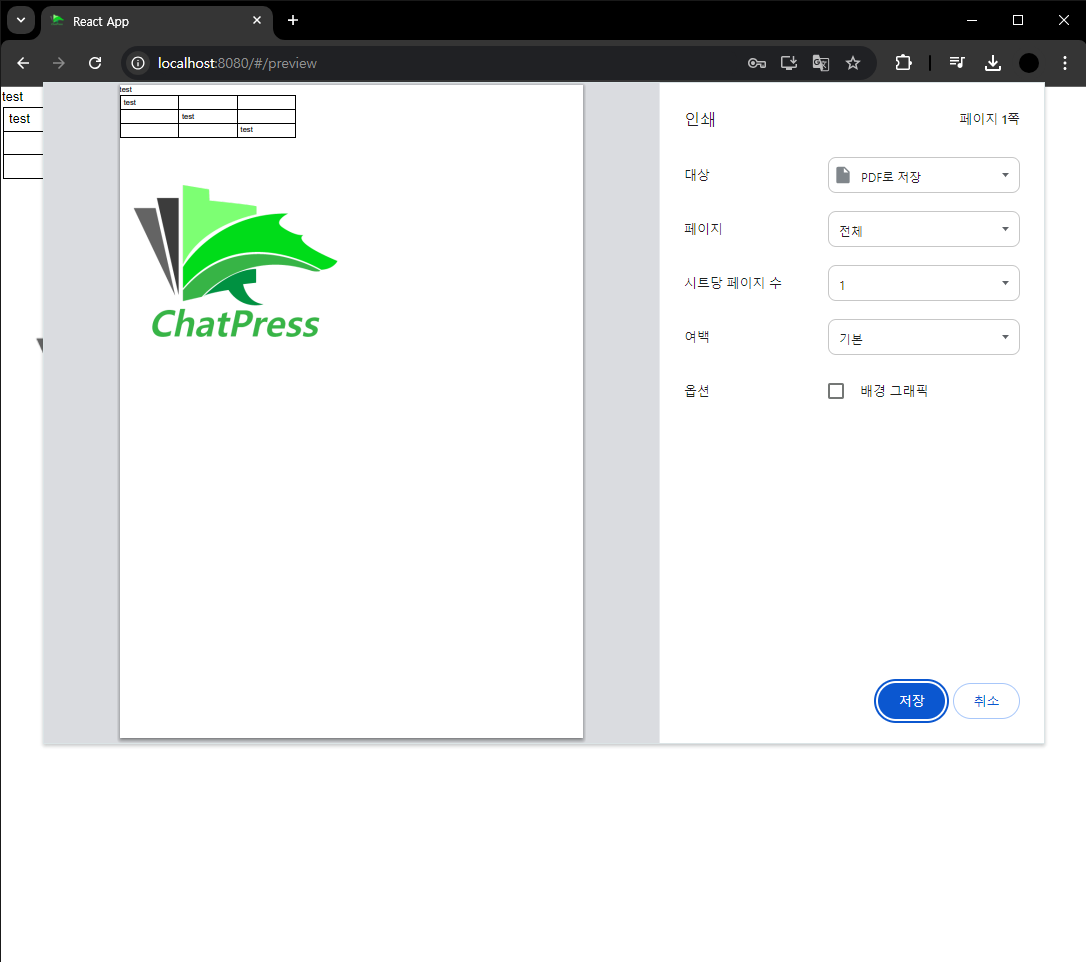 React App
localhost:8080/#/preview
test
test
test
test
test
test
ChatPress
인쇄
페이지 1쪽
대상
PDF로 저장
페이지
전체
시트당 페이지 수
1
여백
기본
옵션
배경 그래픽
저장
취소